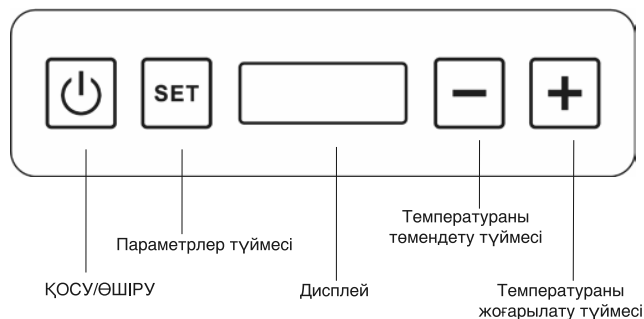 SET
Температураны
төмендету түймесі
Параметрлер түймесі
ҚОСУ/ӨШІРУ
Дисплей
Температураны
жоғарылату түймесі